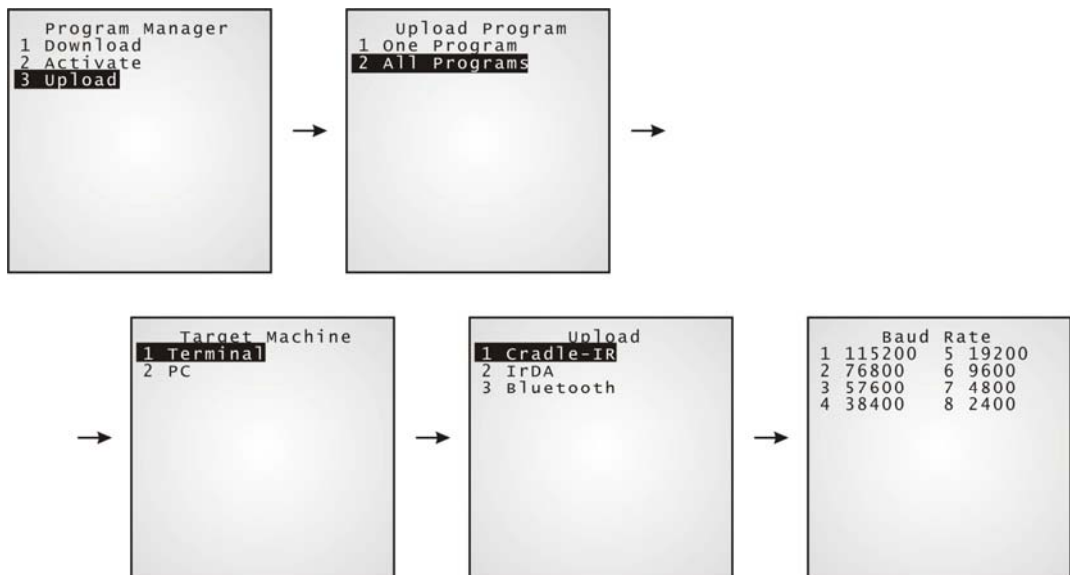 Program Manager
1 Download
2 Activate
3 Upload
Upload Program
1 One Program
2 All Programs
Target Machine
1 Terminal
2 PC
Upload
1 Cradle-IR
2 IrDA
3 Bluetooth
Baud Rate
1 115200 5 19200
2 76800 6 9600
3 57600 7 4800
4 38400 8 2400